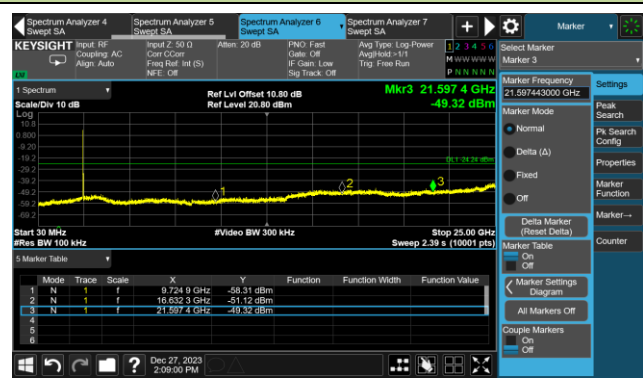 Spectrum Analyzer 4
Swept SA
Spectrum Analyzer 5
Swept SA
Spectrum Analyzer 6
Swept SA
Spectrum Analyzer 7
Swept SA
Marker
KEYSIGHT
Input: RF
Coupling: AC
Align: Auto
Input Z: 50 Ω
Corr CCorr
Freq Ref: Int (S)
NFE: Off
Atten: 20 dB
PNO: Fast
Gate: Off
IF Gain: Low
Sig Track: Off
Avg Type: Log-Power
Avg|Hold:>1/1
Trig: Free Run
1 2 3 4 5 6
M W W W W W
P N N N N N
Select Marker
Marker 3
1 Spectrum
Scale/Div 10 dB
Log
Ref Lvl Offset 10.80 dB
Ref Level 20.80 dBm
Mkr3 21.597 4 GHz
-49.32 dBm
10.8
0.800
-9.20
-19.2
-29.2
-39.2
-49.2
-59.2
-69.2
DL1 -24.24 dBm
1
2
3
Start 30 MHz
#Res BW 100 kHz
#Video BW 300 kHz
Stop 25.00 GHz
Sweep 2.39 s (10001 pts)
5 Marker Table
Mode Trace Scale X Y Function Function Width Function Value
1 N 1 f 9.724 9 GHz -58.31 dBm
2 N 1 f 16.632 3 GHz -51.12 dBm
3 N 1 f 21.597 4 GHz -49.32 dBm
4
5
6
Marker Frequency
21.597443000 GHz
Marker Mode
Normal
Delta (Δ)
Fixed
Off
Delta Marker
(Reset Delta)
Marker Table
On
Off
Marker Settings
Diagram
All Markers Off
Couple Markers
On
Off
Settings
Peak
Search
Pk Search
Config
Properties
Marker
Function
Marker→
Counter
Dec 27, 2023
2:09:00 PM